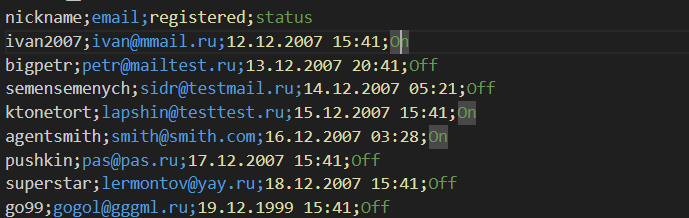 nickname;email;registered;status
ivan2007;ivan@mmail.ru;12.12.2007 15:41;On
bigpetr;petr@mailtest.ru;13.12.2007 20:41;Off
semensemenych;sidr@testmail.ru;14.12.2007 05:21;Off
ktonetort;lapshin@testtest.ru;15.12.2007 15:41;On
agentsmith;smith@smith.com;16.12.2007 03:28;On
pushkin;pas@pas.ru;17.12.2007 15:41;Off
superstar;lermontov@yay.ru;18.12.2007 15:41;Off
go99;gogol@gggml.ru;19.12.1999 15:41;Off